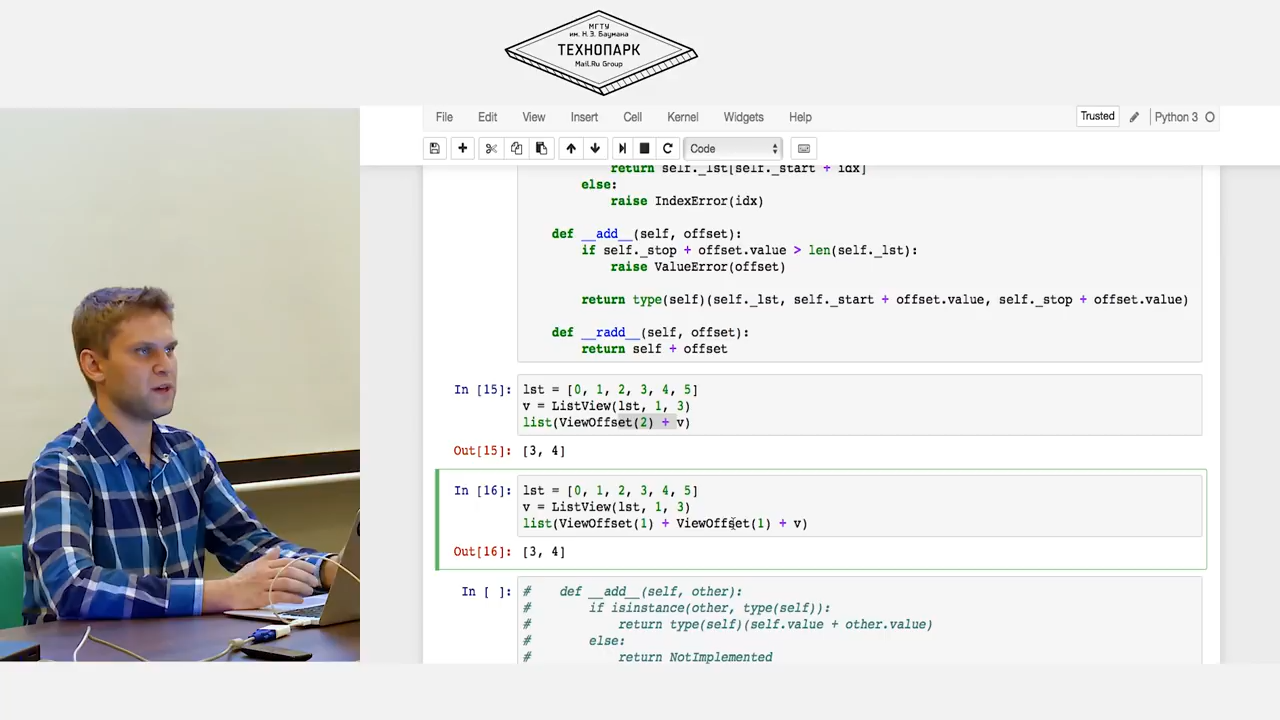 МГТУ
им. Н.Э. Баумана
ТЕХНОПАРК
Mail.Ru Group
File Edit View Insert Cell Kernel Widgets Help Trusted Python 3
Code
return self._lst[self._start + idx]
else:
raise IndexError(idx)
def __add__(self, offset):
if self._stop + offset.value > len(self._lst):
raise ValueError(offset)
return type(self)(self._lst, self._start + offset.value, self._stop + offset.value)
def __radd__(self, offset):
return self + offset
In [15]: lst = [0, 1, 2, 3, 4, 5]
v = ListView(lst, 1, 3)
list(ViewOffset(2) + v)
Out[15]: [3, 4]
In [16]: lst = [0, 1, 2, 3, 4, 5]
v = ListView(lst, 1, 3)
list(ViewOffset(1) + ViewOffset(1) + v)
Out[16]: [3, 4]
In [ ]: # def __add__(self, other):
# if isinstance(other, type(self)):
# return type(self)(self.value + other.value)
# else:
# return NotImplemented